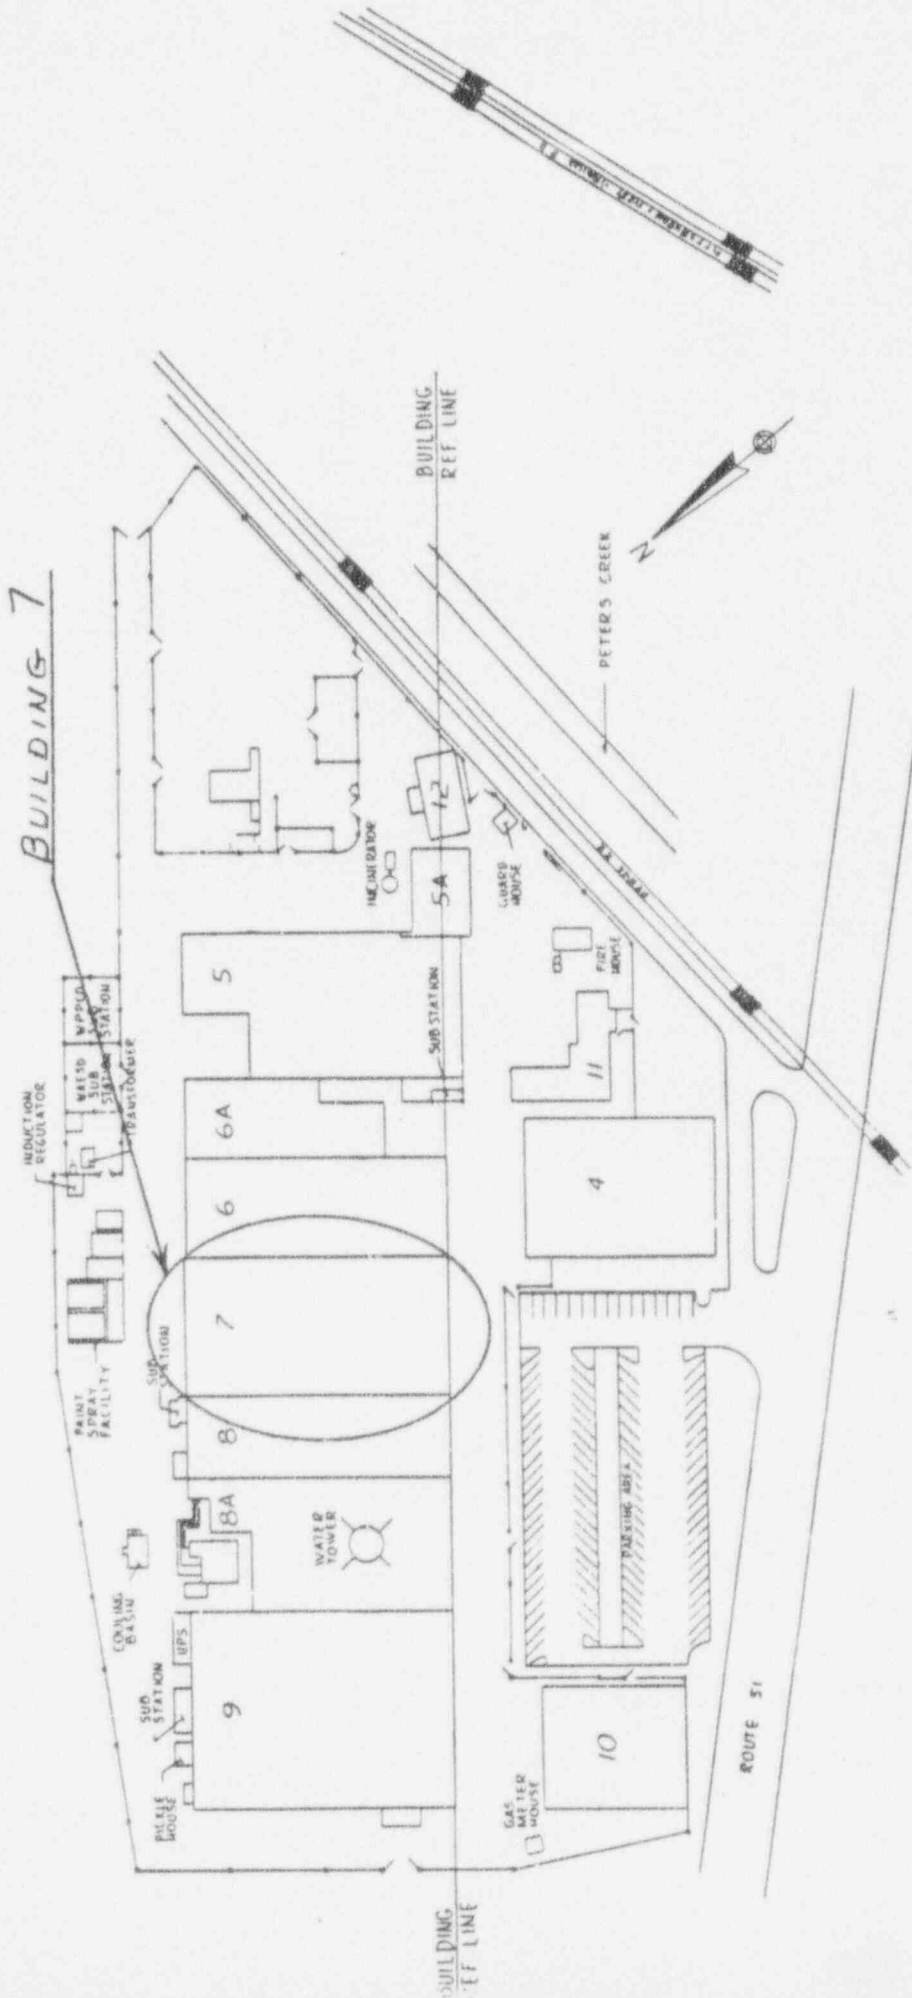 BUILDING 7
BUILDING
REF LINE
PETERS CREEK
N
12
INCINERATOR
5A
GUARD
HOUSE
5
SUB STATION
FIRE
HOUSE
11
WPPCO
SUB
STATION
WAESD
SUB
STATION
TRANSFORMER
INDUCTION
REGULATOR
6A
6
4
7
PAINT
SPRAY
FACILITY
SUB
STATION
8
8A
WATER
TOWER
PARKING AREA
COOLING
BASIN
UPS
SUB
STATION
9
PICKLE
HOUSE
10
GAS
METER
HOUSE
ROUTE 51
BUILDING
REF LINE